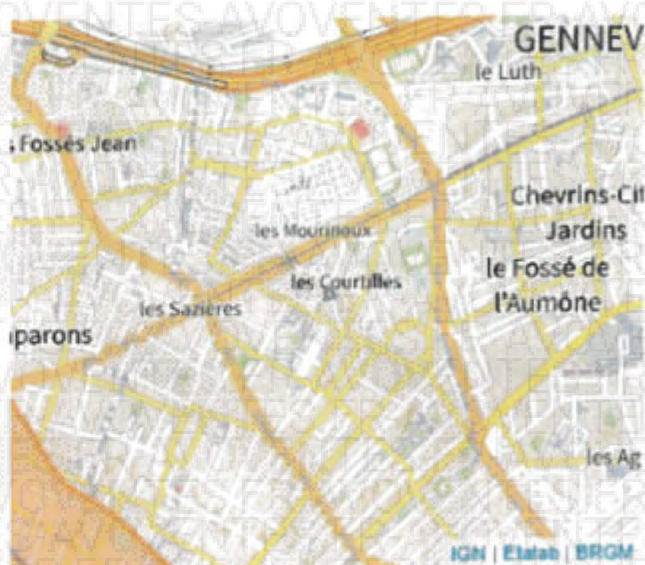 GENNEV
le Luth
s Fossés Jean
Chevrins-Cit
Jardins
les Mourinoux
le Fossé de
l'Aumône
les Courtilles
les Sazières
parons
les Ag
IGN | Etalab | BRGM